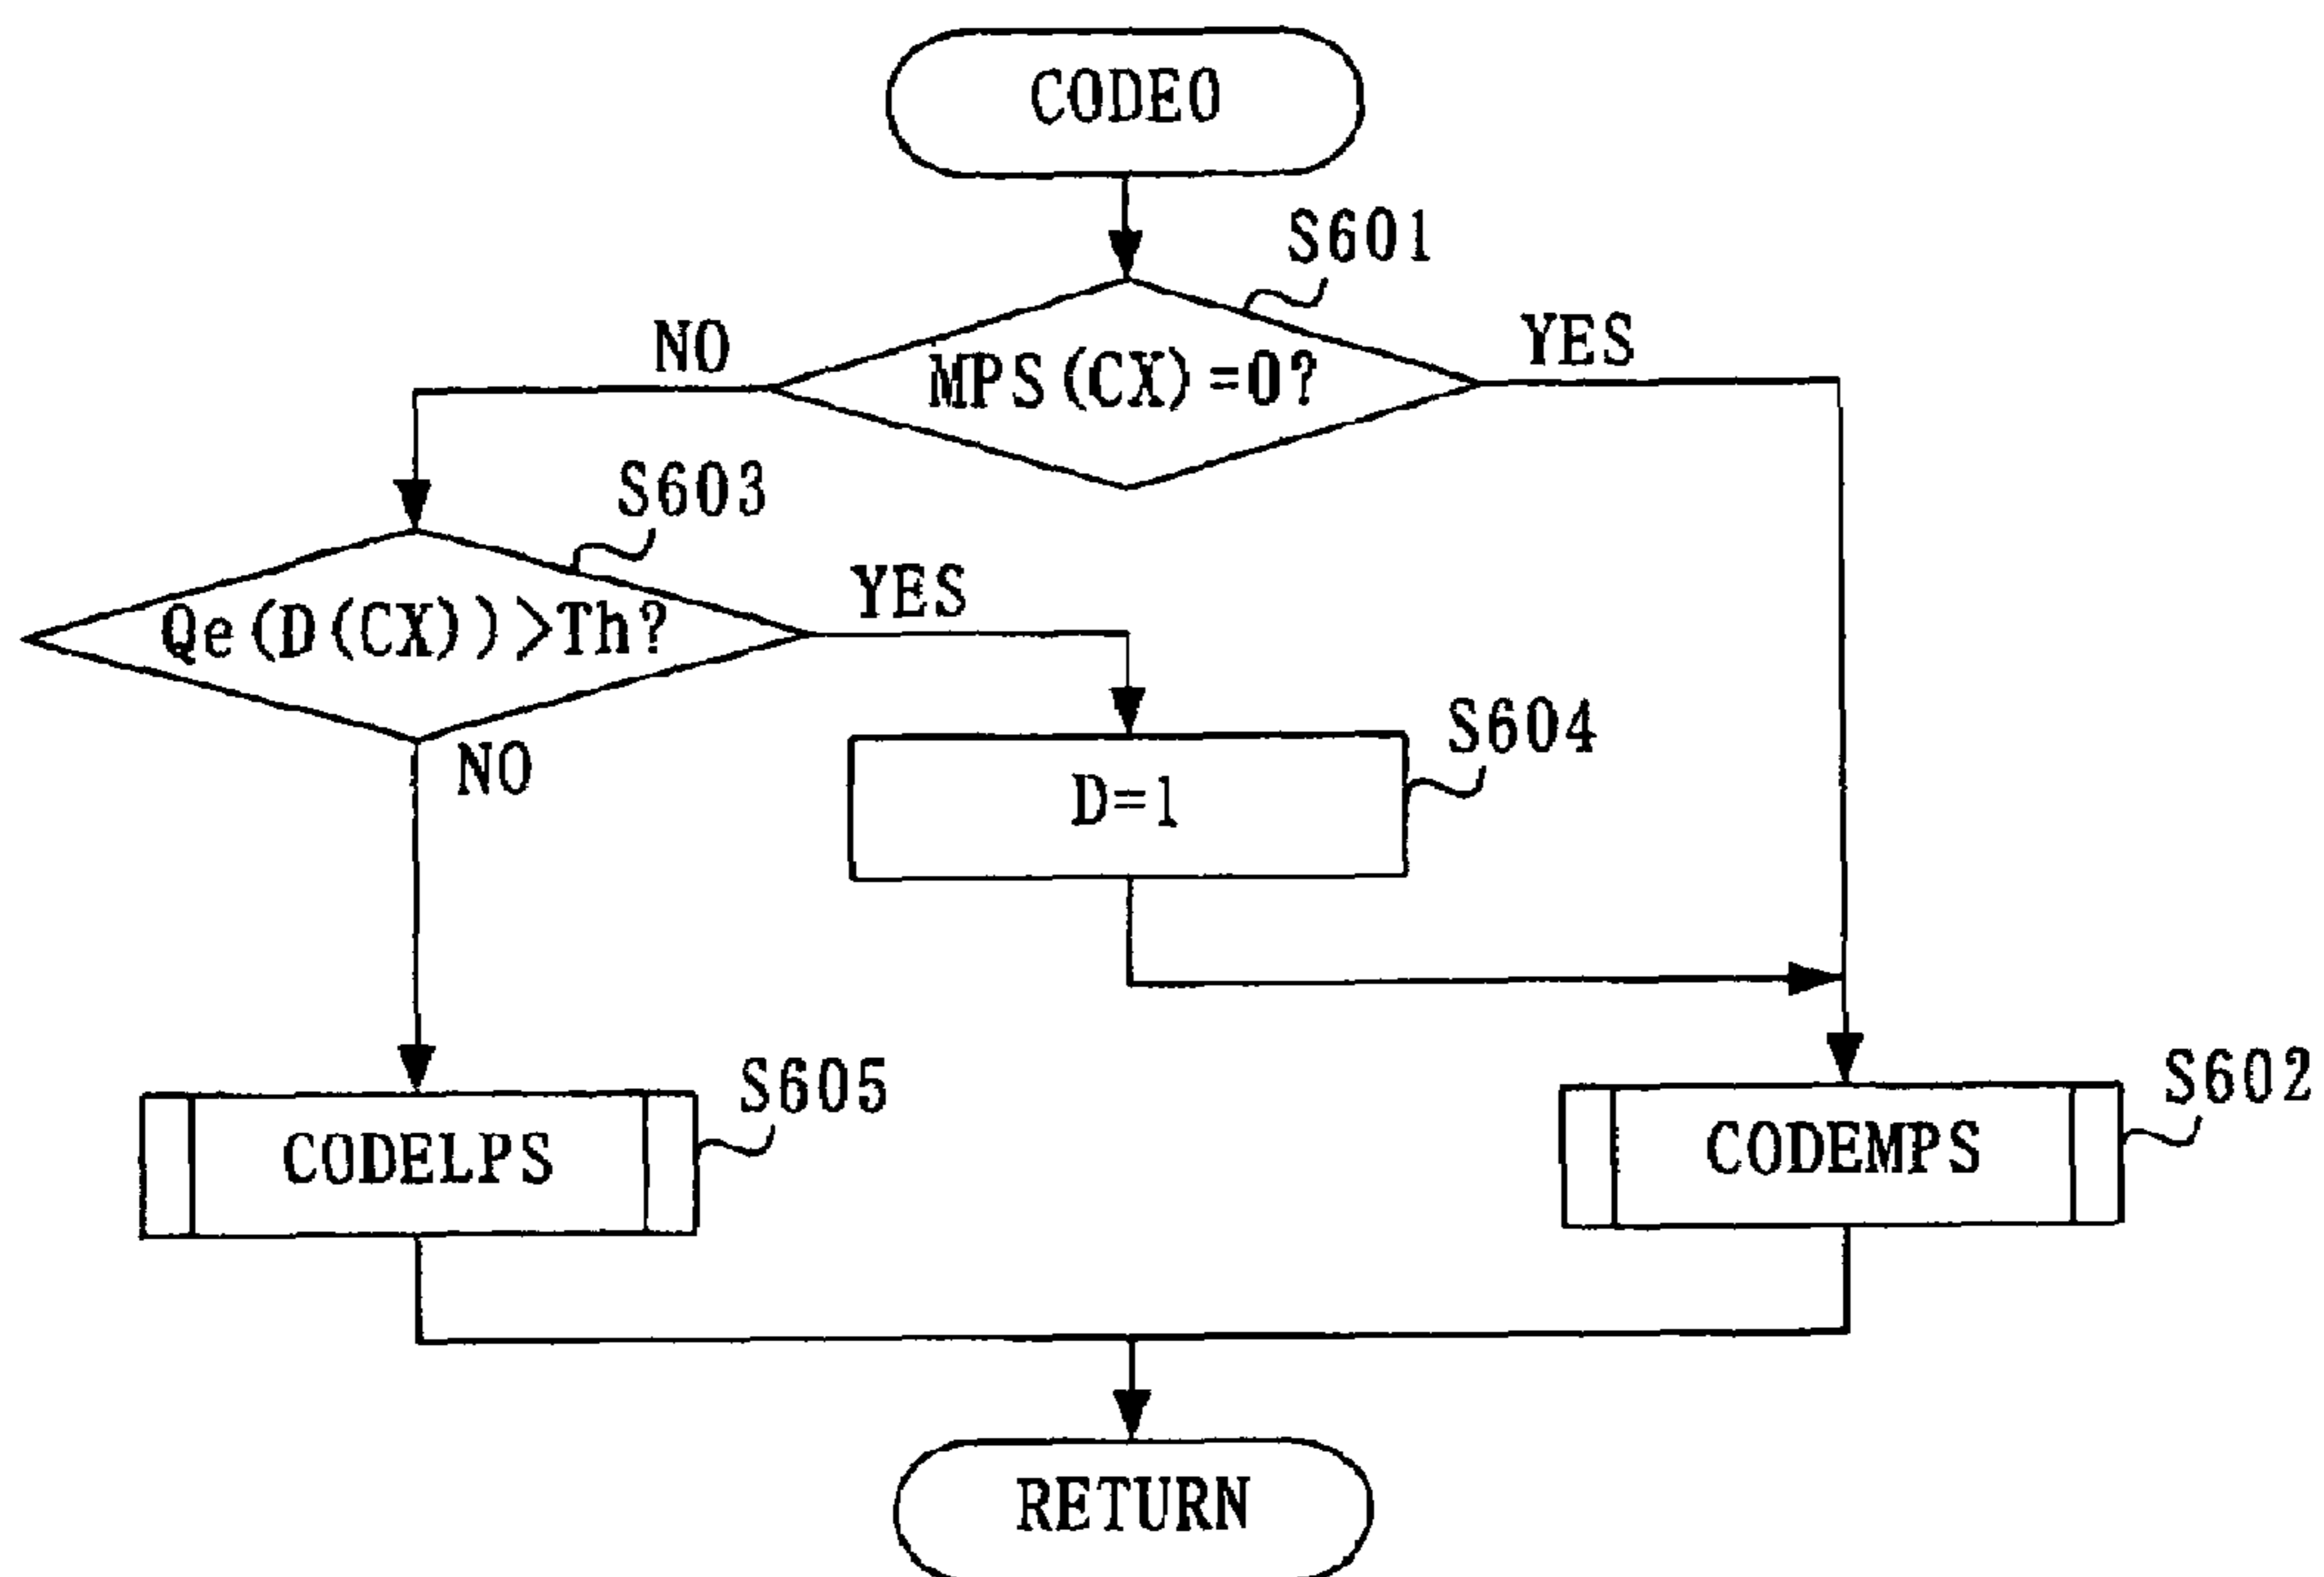 CODE0
S601
NO
MPS(CX)=0?
YES
S603
Qe(D(CX))>Th?
YES
NO
S604
D=1
S605
CODELPS
S602
CODEMPS
RETURN